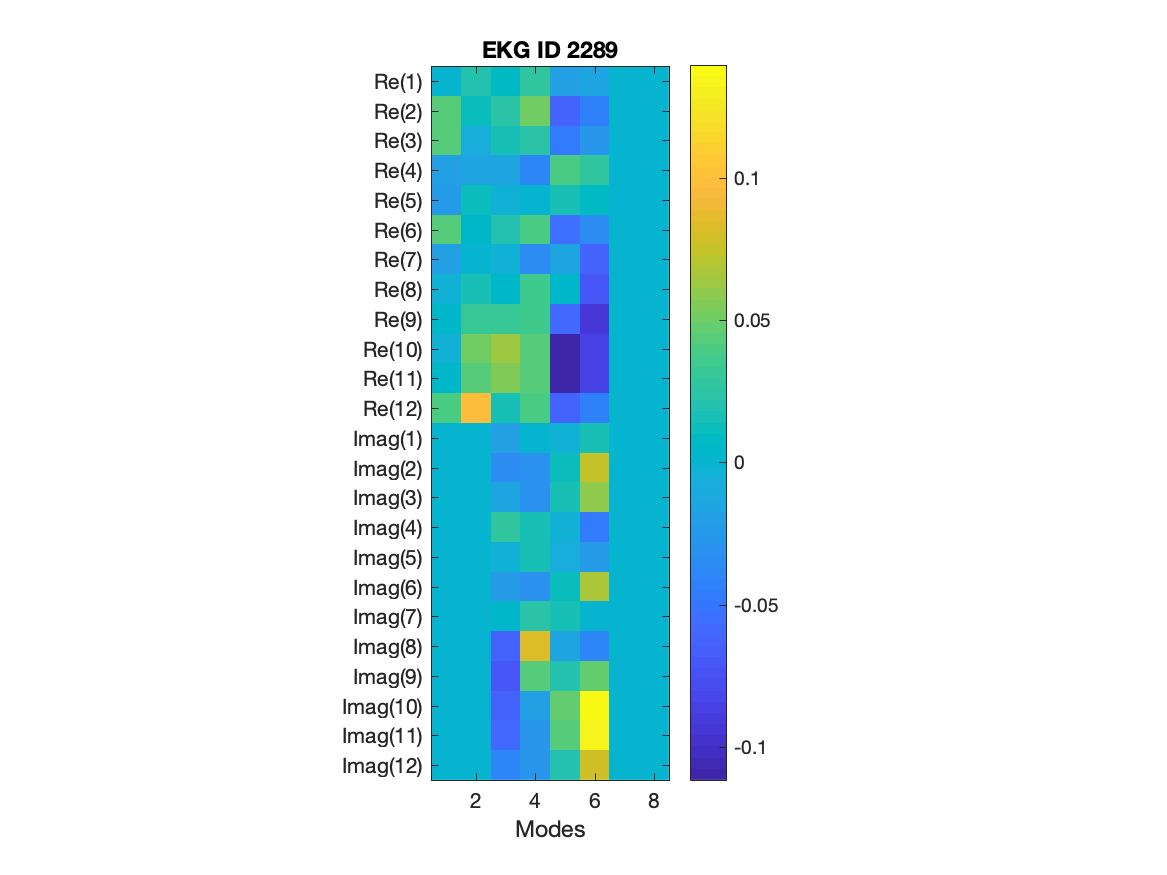 EKG ID 2289
Re(1)
Re(2)
Re(3)
Re(4)
Re(5)
Re(6)
Re(7)
Re(8)
Re(9)
Re(10)
Re(11)
Re(12)
Imag(1)
Imag(2)
Imag(3)
Imag(4)
Imag(5)
Imag(6)
Imag(7)
Imag(8)
Imag(9)
Imag(10)
Imag(11)
Imag(12)
2 4 6 8
Modes
0.1
0.05
0
-0.05
-0.1